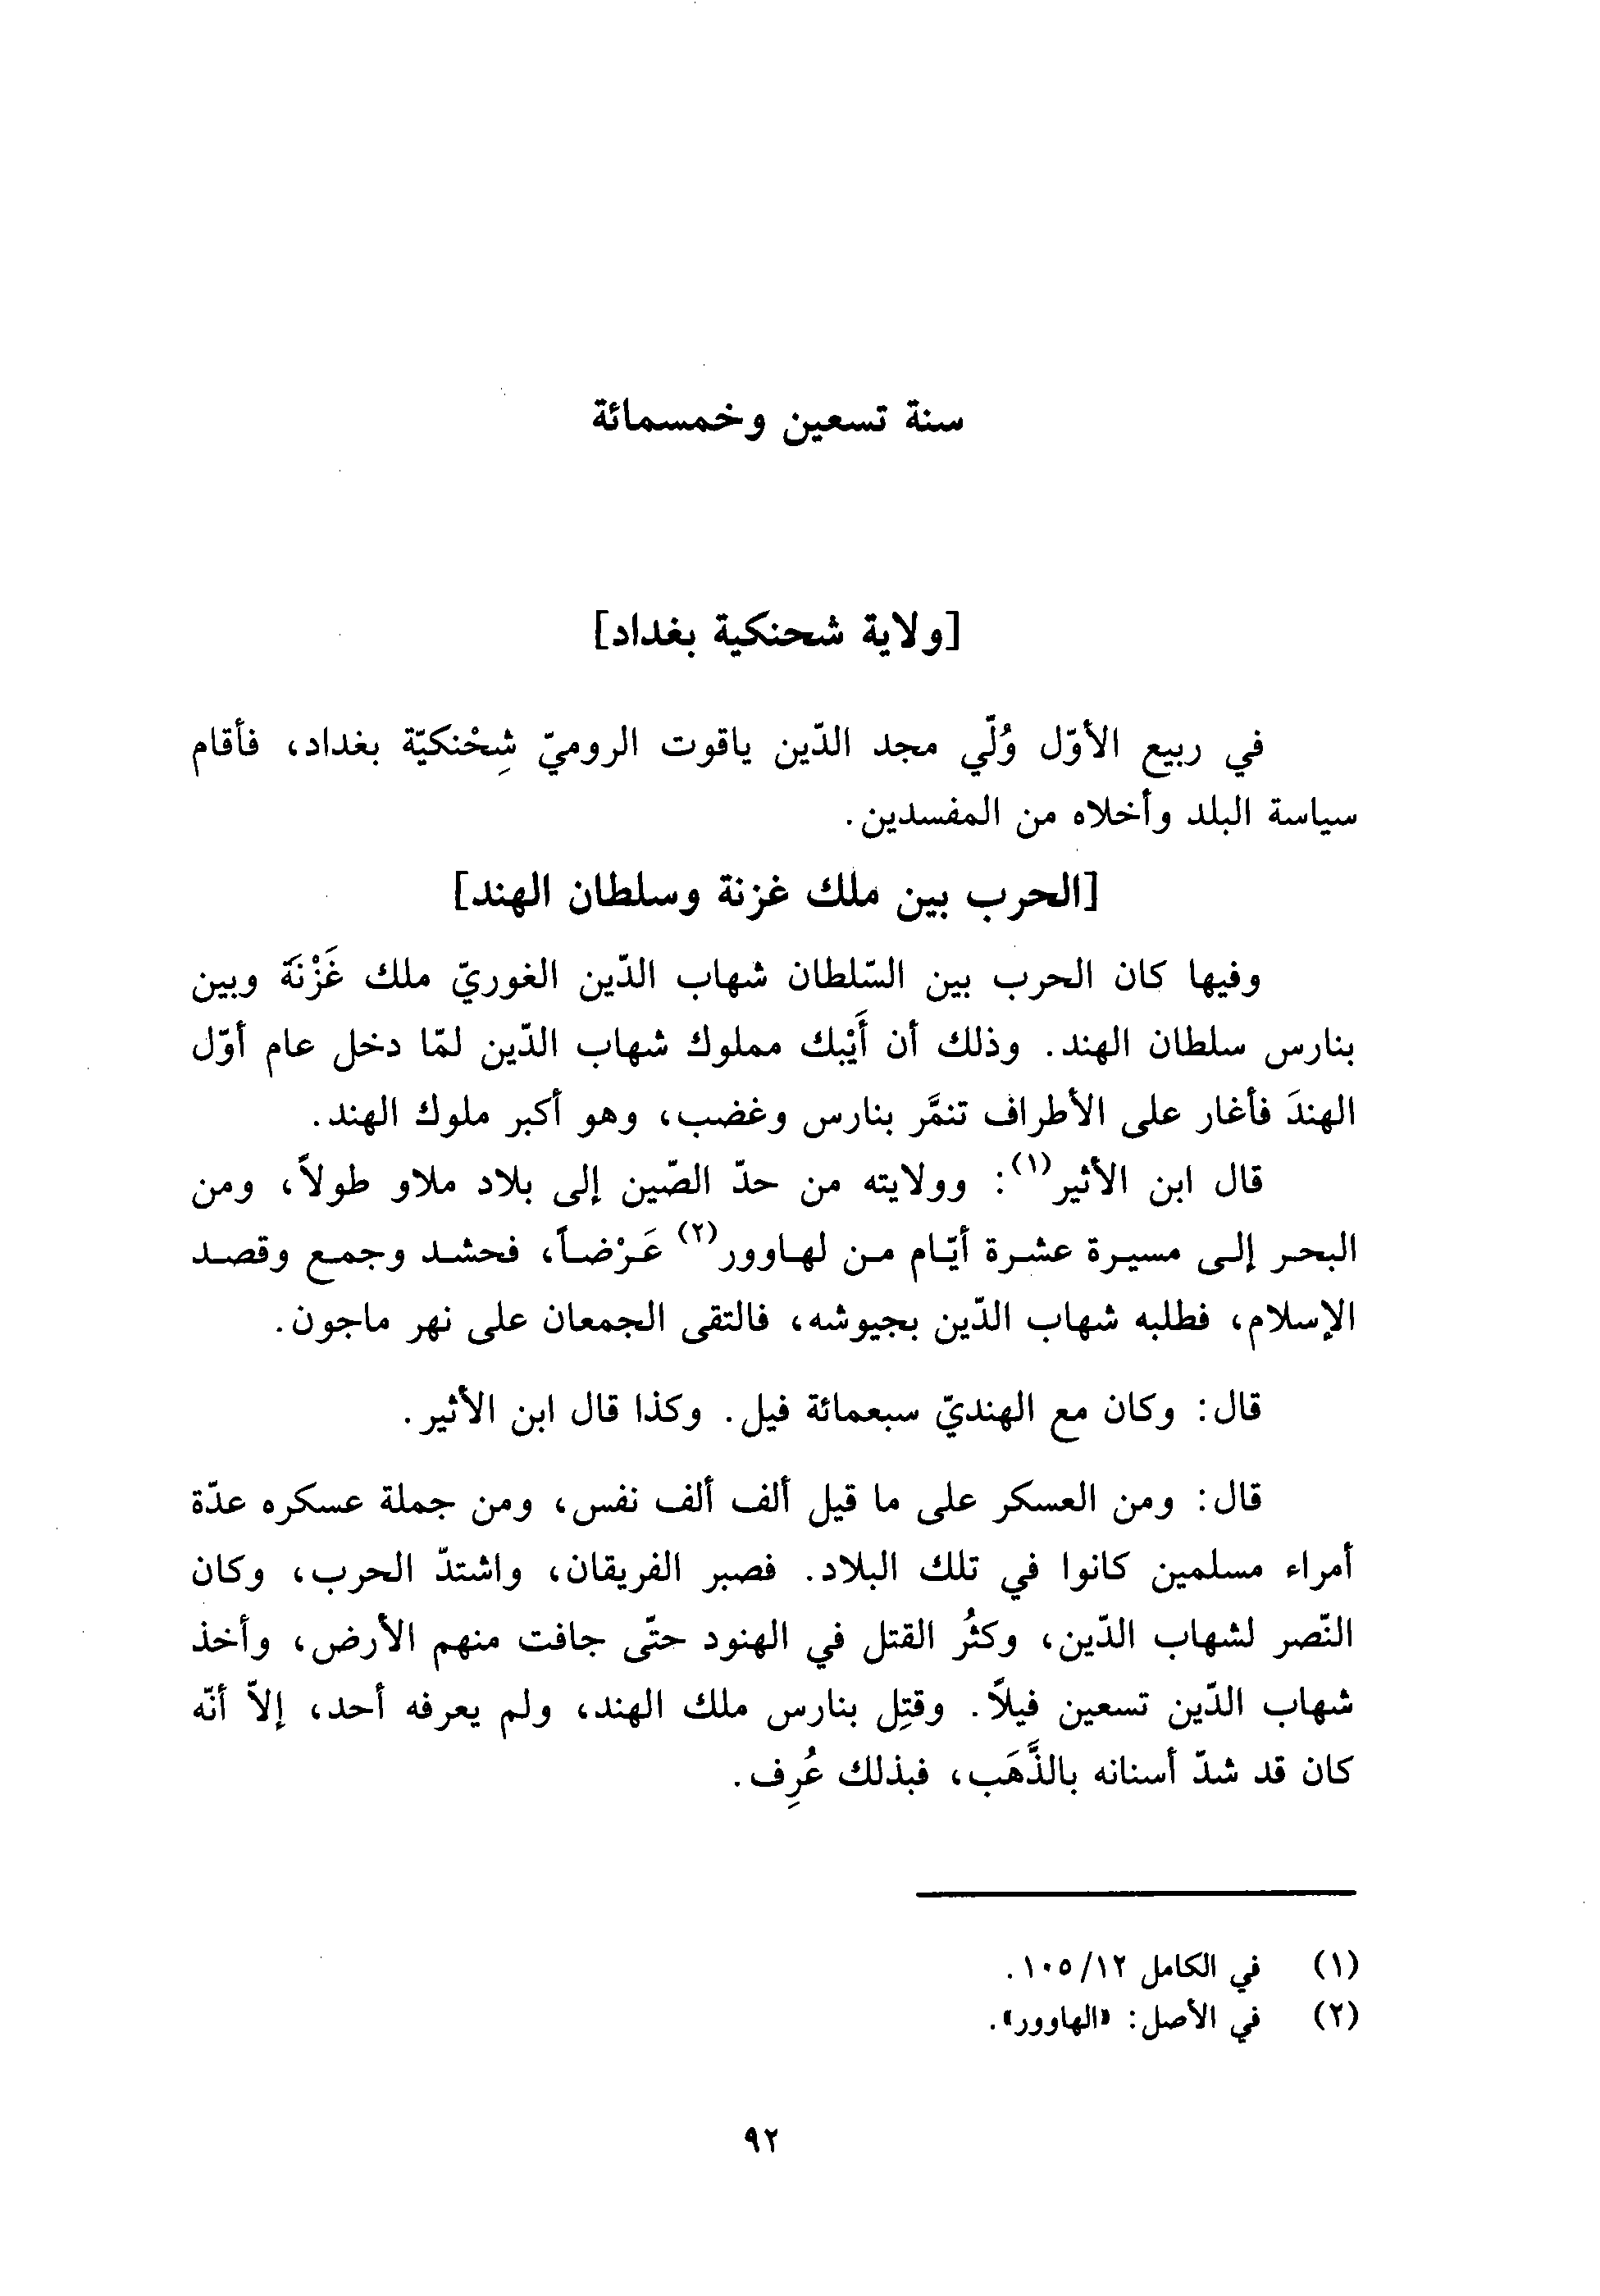 سنة تسعين وخمسمائة
[ولاية شحنكية بغداد]
في ربيع الأوّل وُلّي مجد الدّين ياقوت الروميّ شِحْنكيّة بغداد، فأقام
سياسة البلد وأخلاه من المفسدين.
[الحرب بين ملك غزنة وسلطان الهند]
وفيها كان الحرب بين السّلطان شهاب الدّين الغوريّ ملك غَزْنَة وبين
بنارس سلطان الهند. وذلك أن أَيْبك مملوك شهاب الدّين لمّا دخل عام أوّل
الهندَ فأغار على الأطراف تنمَّر بنارس وغضب، وهو أكبر ملوك الهند.
قال ابن الأثير(١): وولايته من حدّ الصّين إلى بلاد ملاو طولاً، ومن
البحر إلى مسيرة عشرة أيّام من لهاوور(٢) عَرْضاً، فحشد وجمع وقصد
الإسلام، فطلبه شهاب الدّين بجيوشه، فالتقى الجمعان على نهر ماجون.
قال: وكان مع الهنديّ سبعمائة فيل. وكذا قال ابن الأثير.
قال: ومن العسكر على ما قيل ألف ألف نفس، ومن جملة عسكره عدّة
أمراء مسلمين كانوا في تلك البلاد. فصبر الفريقان، واشتدّ الحرب، وكان
النّصر لشهاب الدّين، وكثُر القتل في الهنود حتّى جافت منهم الأرض، وأخذ
شهاب الدّين تسعين فيلاً. وقتِل بنارس ملك الهند، ولم يعرفه أحد، إلاّ أنّه
كان قد شدّ أسنانه بالذَّهَب، فبذلك عُرِف.
(١) في الكامل ١٢/ ١٠٥.
(٢) في الأصل: «الهاوور».
٩٢